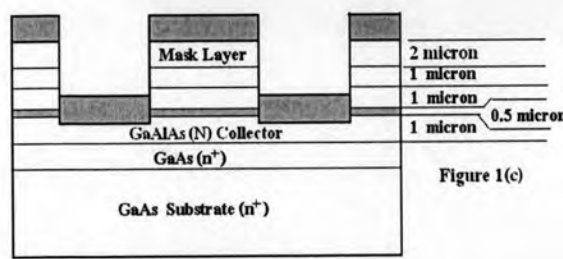 Mask Layer
2 micron
1 micron
1 micron
0.5 micron
GaAlAs (N) Collector
1 micron
GaAs (n+)
Figure 1(c)
GaAs Substrate (n+)